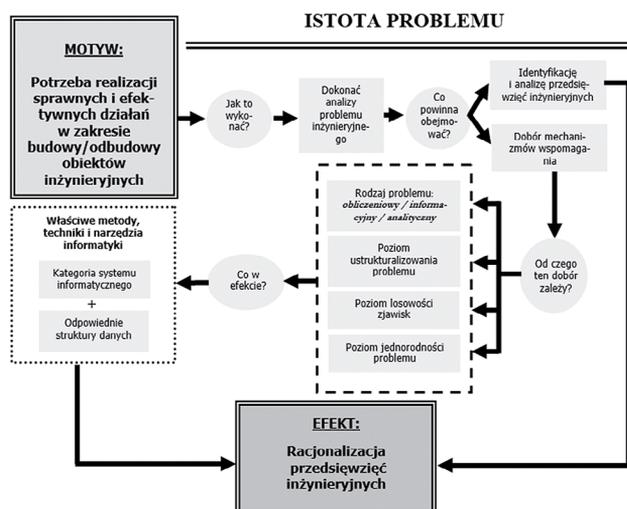 ISTOTA PROBLEMU
MOTYW:
Potrzeba realizacji
sprawnych i efek-
tywnych działań
w zakresie
budowy/odbudowy
obiektów
inżynieryjnych
Jak to
wyko-
nać?
Dokonać
analizy
problemu
inżynieryjne-
go
Co
powinna
obejmo-
wać?
Identyfikację
i analizę przedsię-
wzięć inżynieryjnych
Dobór mechani-
zmów wspomaga-
nia
Od czego
ten dobór
zależy?
Rodzaj problemu:
obliczeniowy / informa-
cyjny / analityczny
Poziom
ustrukturalizowania
problemu
Poziom losowości
zjawisk
Poziom jednorodności
problemu
Co w
efekcie?
Właściwe metody,
techniki i narzędzia
informatyki
Kategoria systemu
informatycznego
+
Odpowiednie
struktury danych
EFEKT:
Racjonalizacja
przedsięwzięć
inżynieryjnych